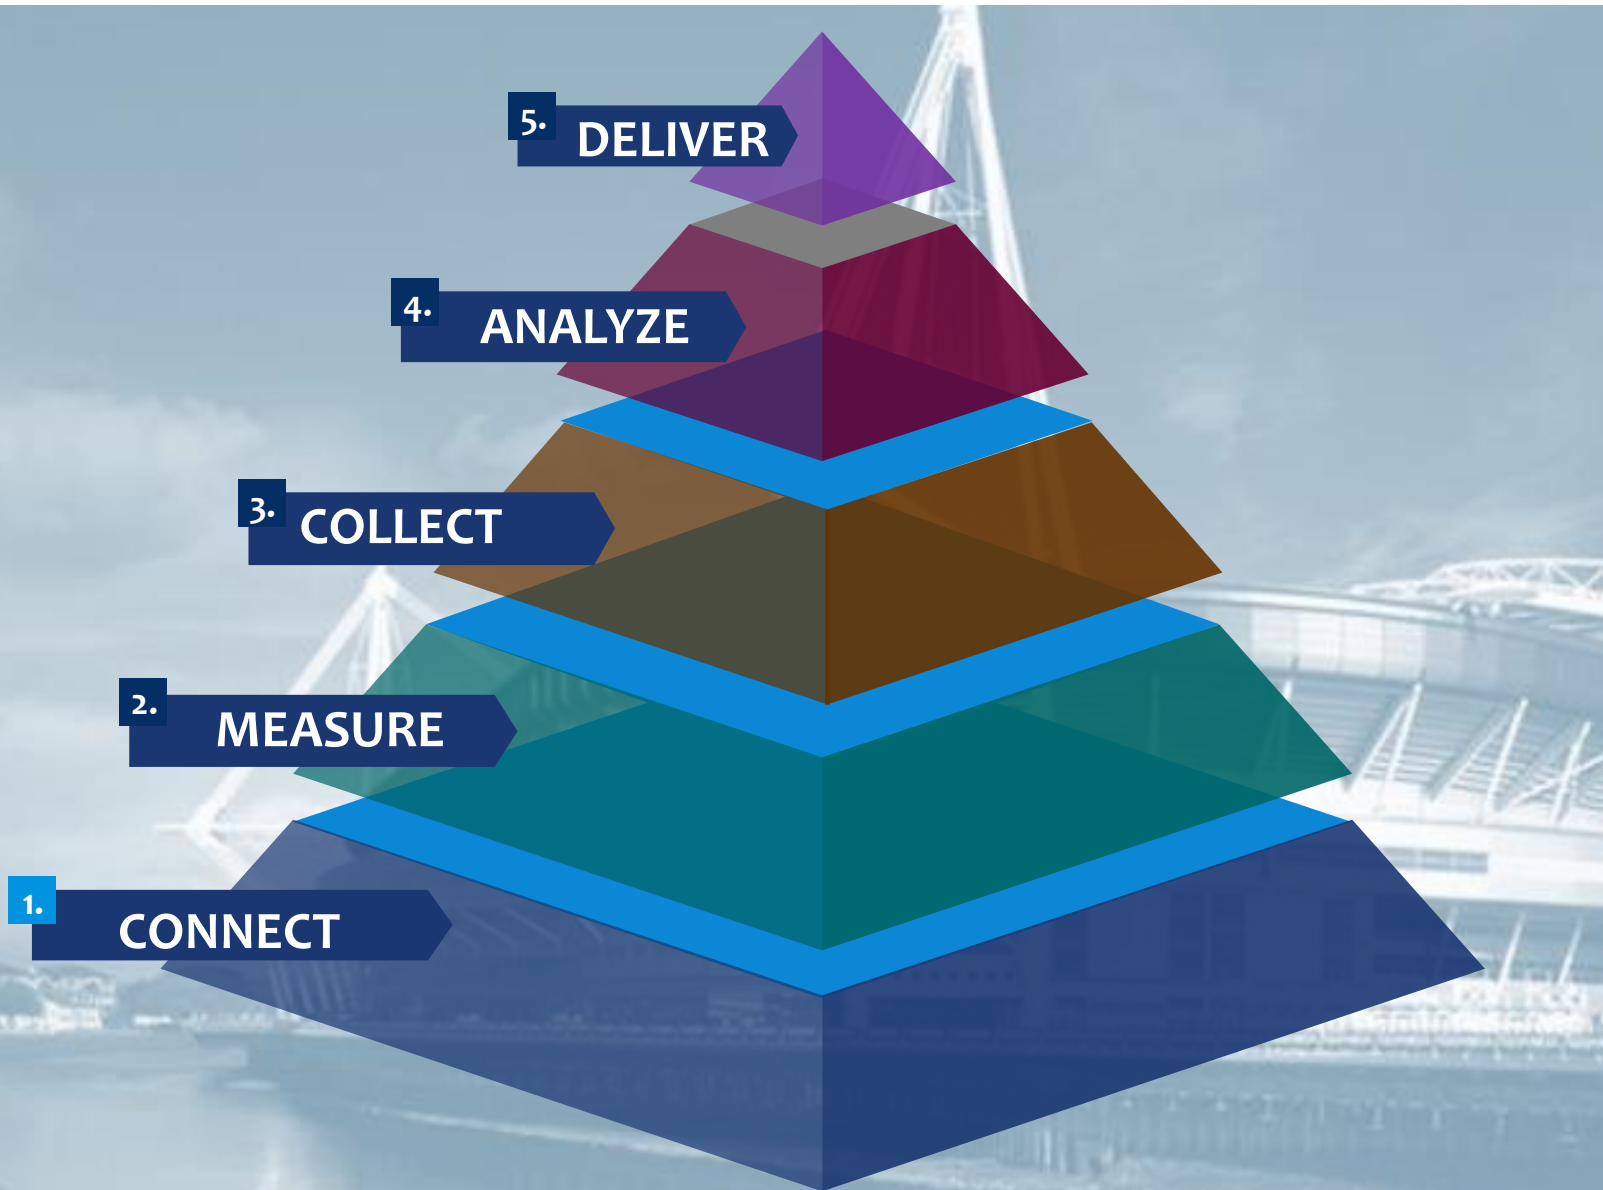 5. DELIVER
4. ANALYZE
3. COLLECT
2. MEASURE
1. CONNECT